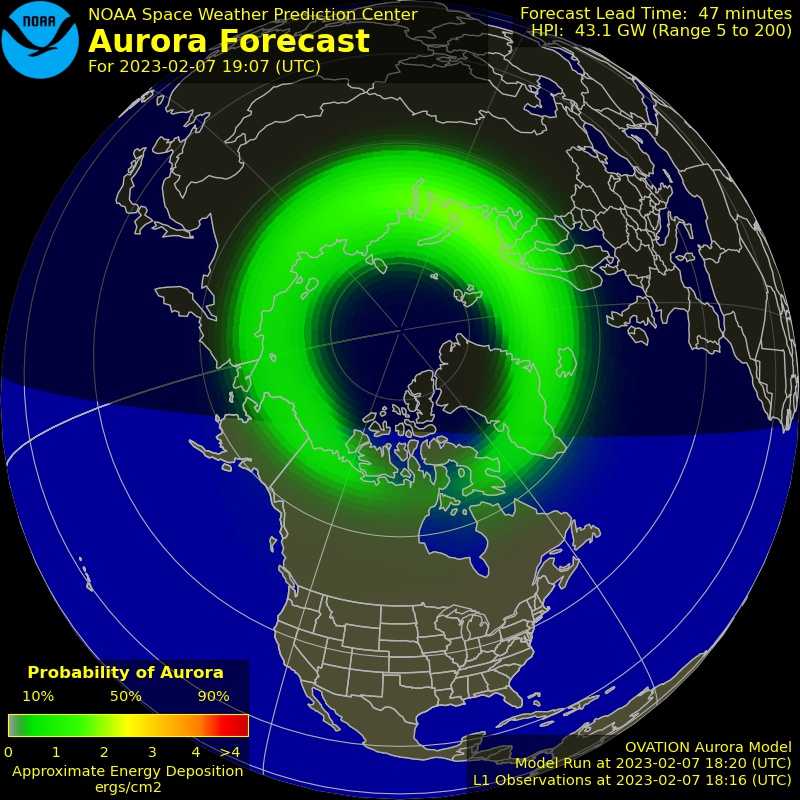 NOAA
NOAA Space Weather Prediction Center
Aurora Forecast
For 2023-02-07 19:07 (UTC)
Forecast Lead Time: 47 minutes
HPI: 43.1 GW (Range 5 to 200)
Probability of Aurora
10% 50% 90%
0 1 2 3 4 >4
Approximate Energy Deposition
ergs/cm2
OVATION Aurora Model
Model Run at 2023-02-07 18:20 (UTC)
L1 Observations at 2023-02-07 18:16 (UTC)